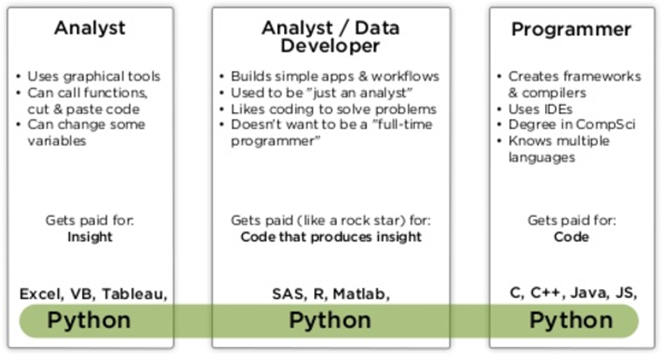 Analyst
• Uses graphical tools
• Can call functions,
cut & paste code
• Can change some
variables
Gets paid for:
Insight
Excel, VB, Tableau,
Python
Analyst / Data
Developer
• Builds simple apps & workflows
• Used to be "just an analyst"
• Likes coding to solve problems
• Doesn't want to be a "full-time
programmer"
Gets paid (like a rock star) for:
Code that produces insight
SAS, R, Matlab,
Python
Programmer
• Creates frameworks
& compilers
• Uses IDEs
• Degree in CompSci
• Knows multiple
languages
Gets paid for:
Code
C, C++, Java, JS,
Python